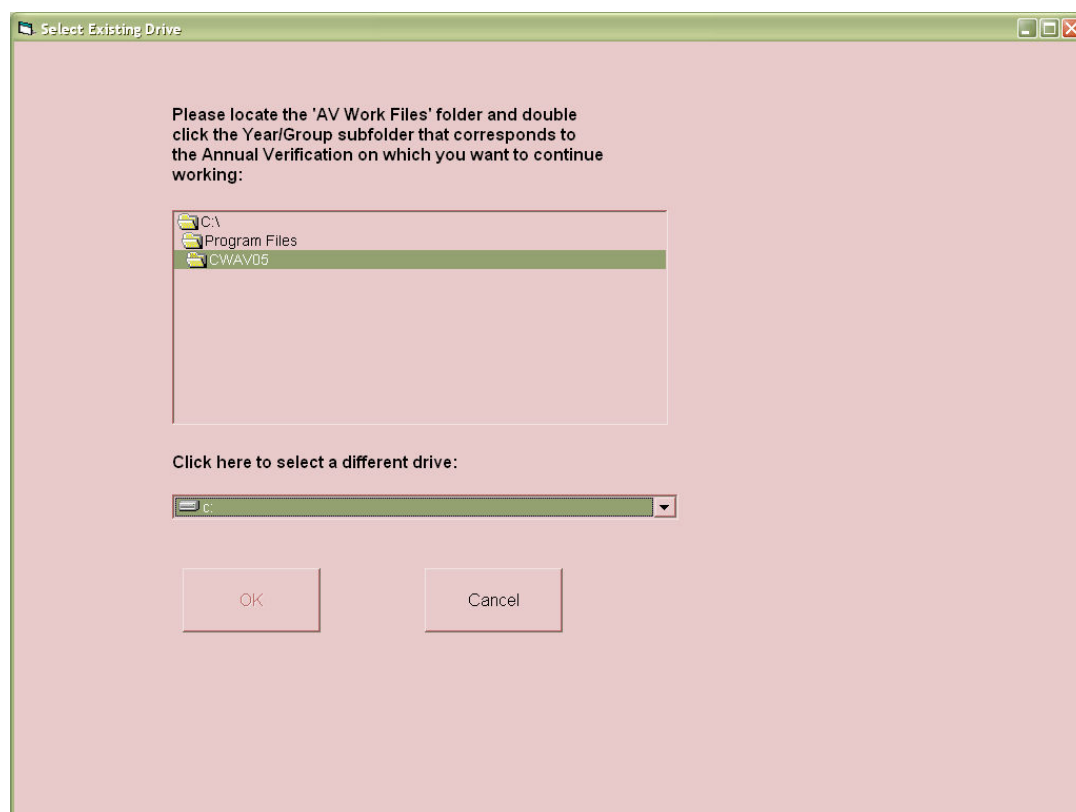 Select Existing Drive
Please locate the 'AV Work Files' folder and double
click the Year/Group subfolder that corresponds to
the Annual Verification on which you want to continue
working:
C:\
Program Files
CWAV05
Click here to select a different drive:
c:
OK
Cancel